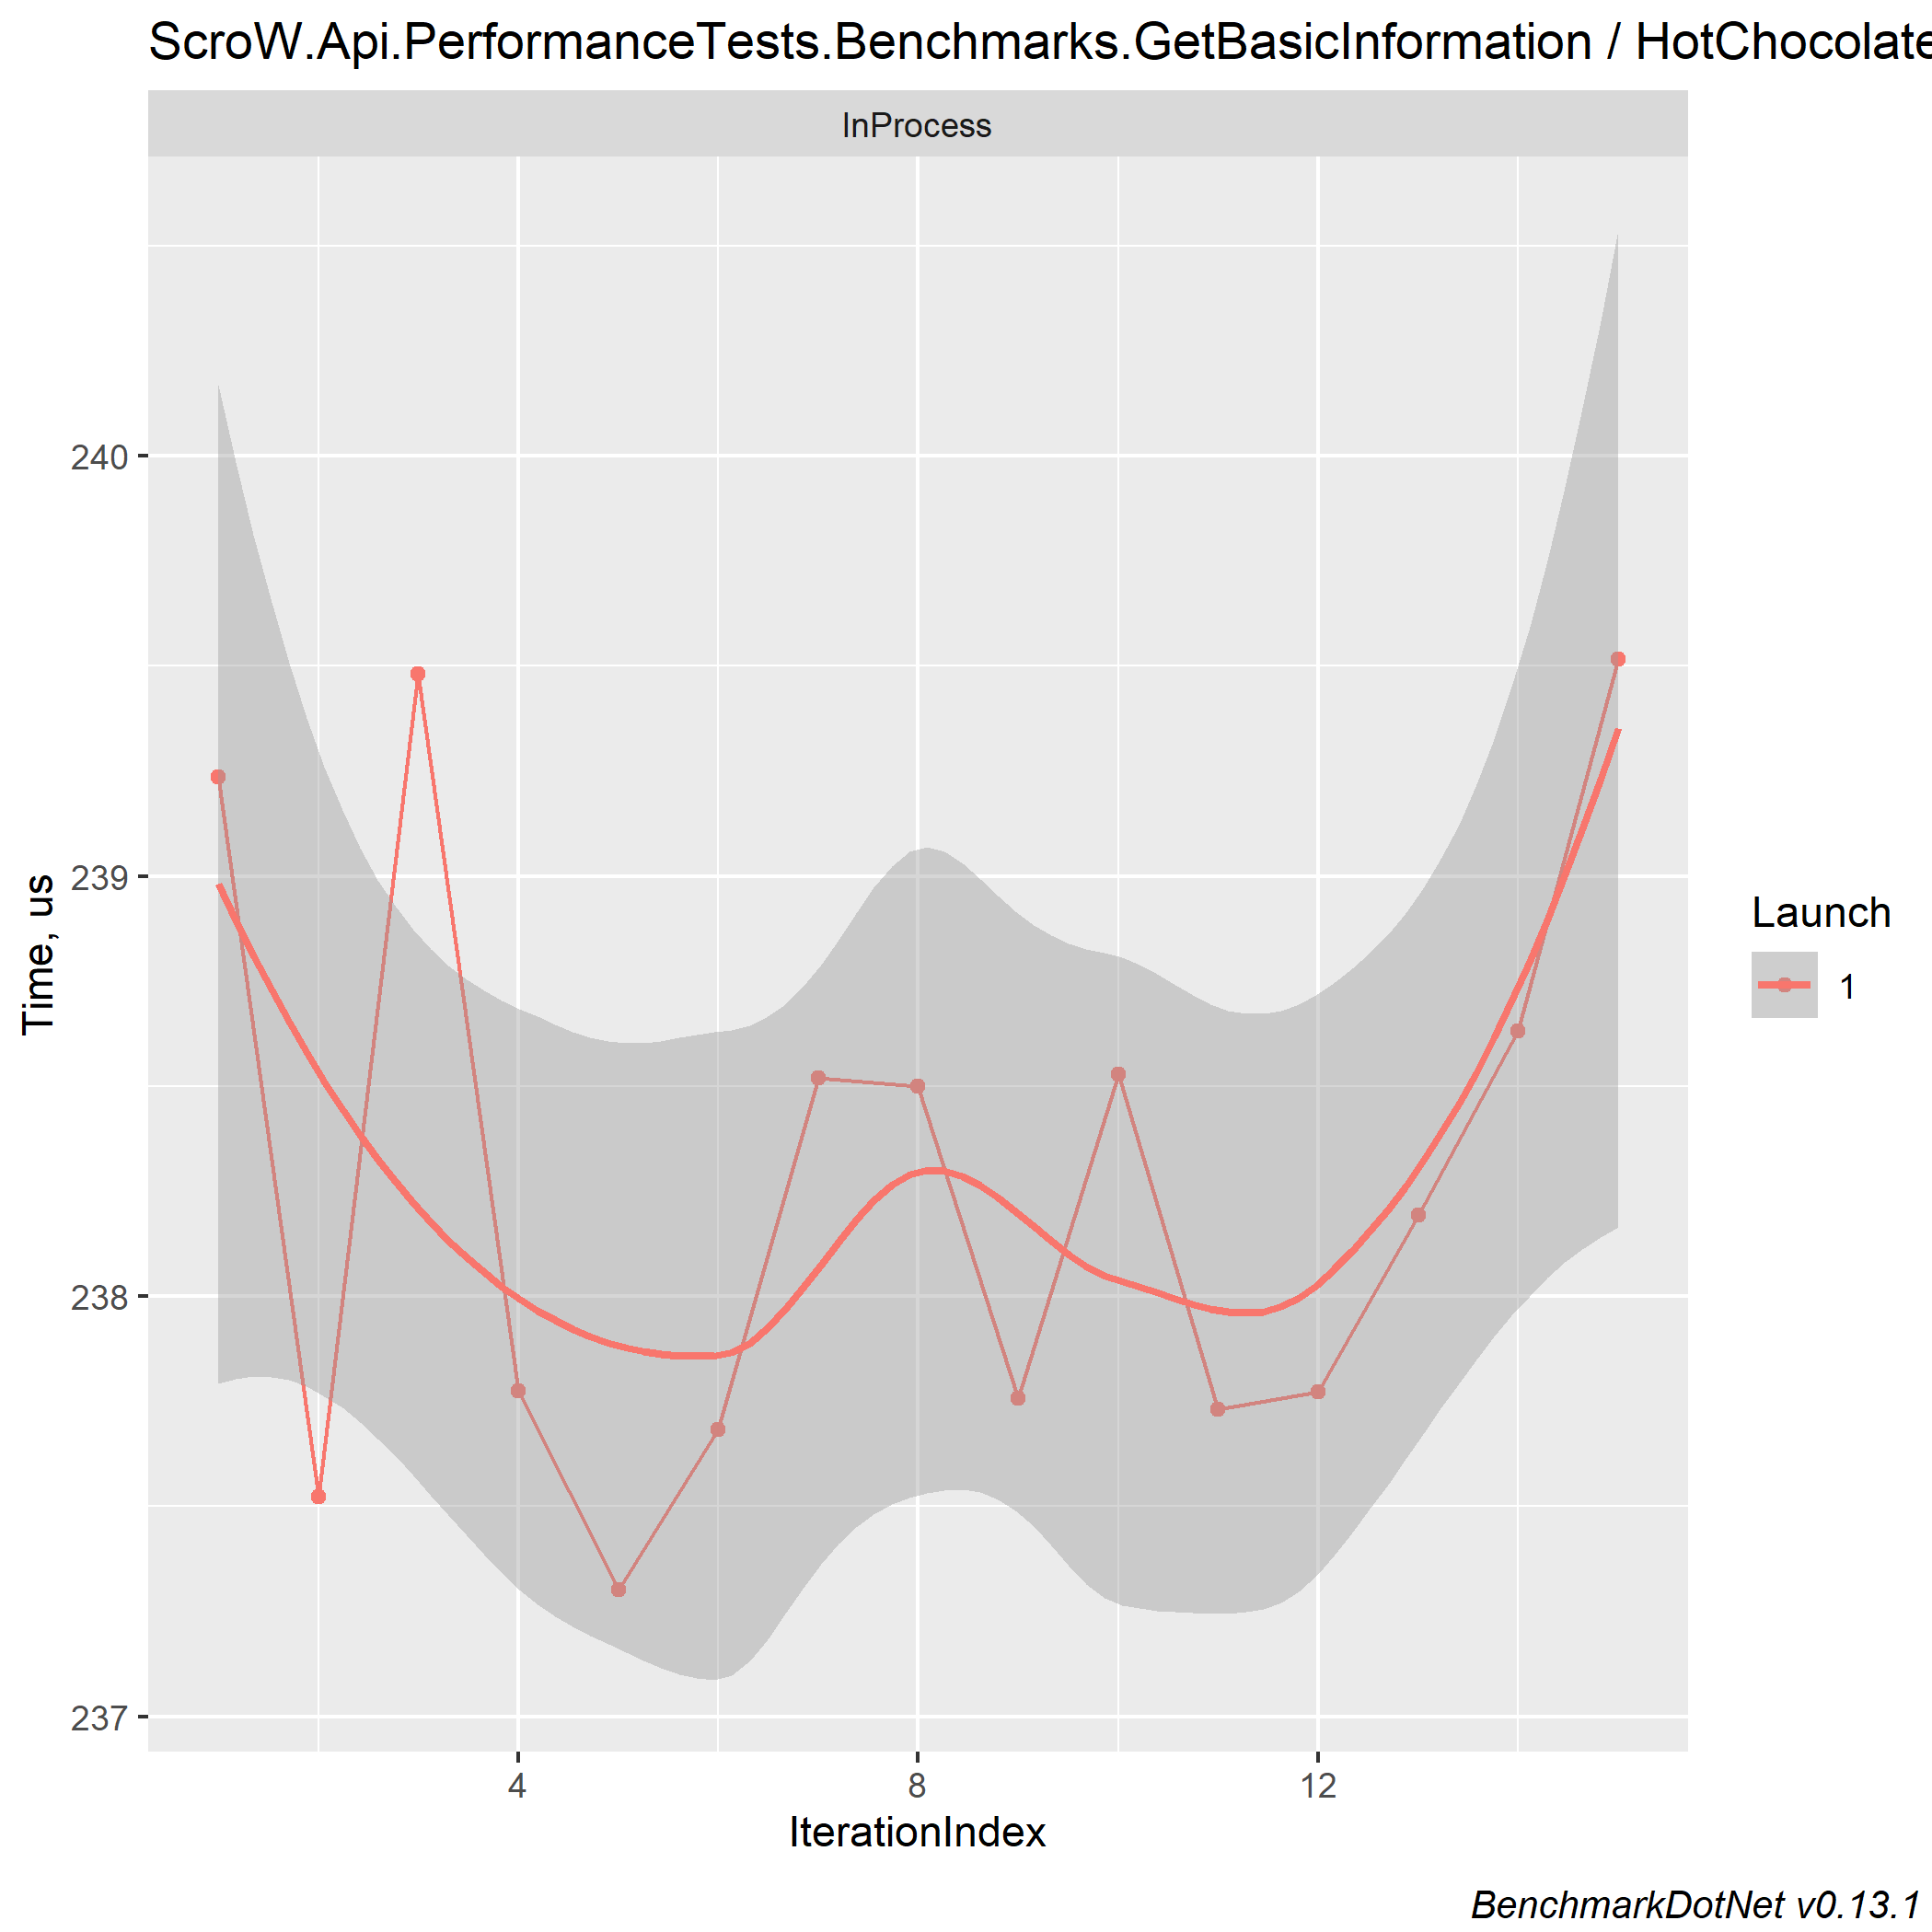 ScroW.Api.PerformanceTests.Benchmarks.GetBasicInformation / HotChocolate
InProcess
240
239
238
237
Time, us
4 8 12
IterationIndex
Launch
1
BenchmarkDotNet v0.13.1